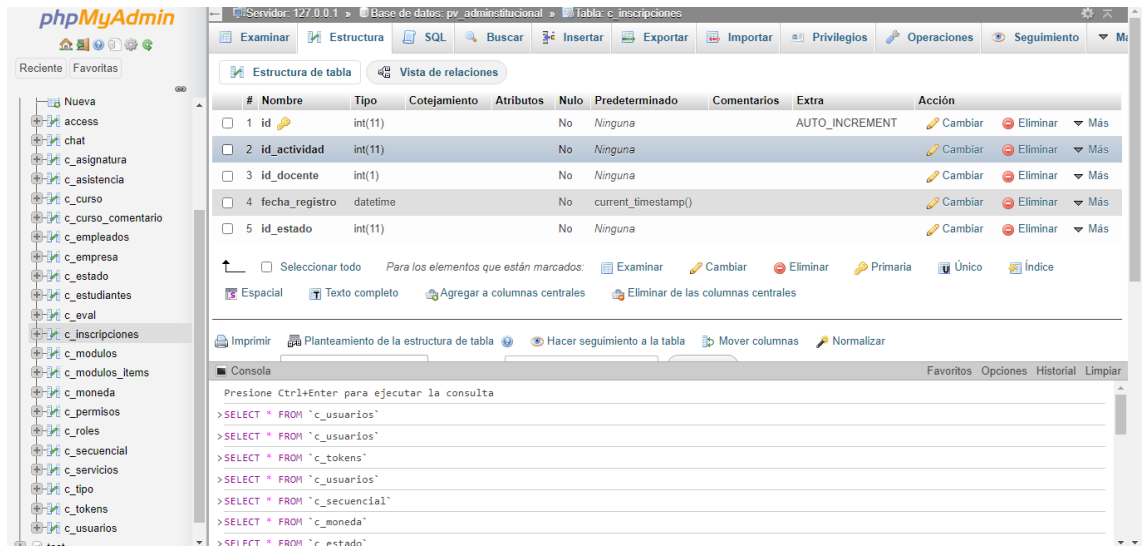 phpMyAdmin
Reciente Favoritas
Nueva
access
chat
c_asignatura
c_asistencia
c_curso
c_curso_comentario
c_empleados
c_empresa
c_estado
c_estudiantes
c_eval
c_inscripciones
c_modulos
c_modulos_items
c_moneda
c_permisos
c_roles
c_secuencial
c_servicios
c_tipo
c_tokens
c_usuarios
Servidor: 127.0.0.1 » Base de datos: pv_adminstitucional » Tabla: c_inscripciones
Examinar Estructura SQL Buscar Insertar Exportar Importar Privilegios Operaciones Seguimiento
Estructura de tabla Vista de relaciones
# Nombre Tipo Cotejamiento Atributos Nulo Predeterminado Comentarios Extra Acción
1 id int(11) No Ninguna AUTO_INCREMENT Cambiar Eliminar Más
2 id_actividad int(11) No Ninguna Cambiar Eliminar Más
3 id_docente int(1) No Ninguna Cambiar Eliminar Más
4 fecha_registro datetime No current_timestamp() Cambiar Eliminar Más
5 id_estado int(11) No Ninguna Cambiar Eliminar Más
Seleccionar todo Para los elementos que están marcados: Examinar Cambiar Eliminar Primaria Único Índice
Espacial Texto completo Agregar a columnas centrales Eliminar de las columnas centrales
Imprimir Planteamiento de la estructura de tabla Hacer seguimiento a la tabla Mover columnas Normalizar
Consola Favoritos Opciones Historial Limpiar
Presione Ctrl+Enter para ejecutar la consulta
>SELECT * FROM `c_usuarios`
>SELECT * FROM `c_usuarios`
>SELECT * FROM `c_tokens`
>SELECT * FROM `c_usuarios`
>SELECT * FROM `c_secuencial`
>SELECT * FROM `c_moneda`
>SELECT * FROM `c_estado`